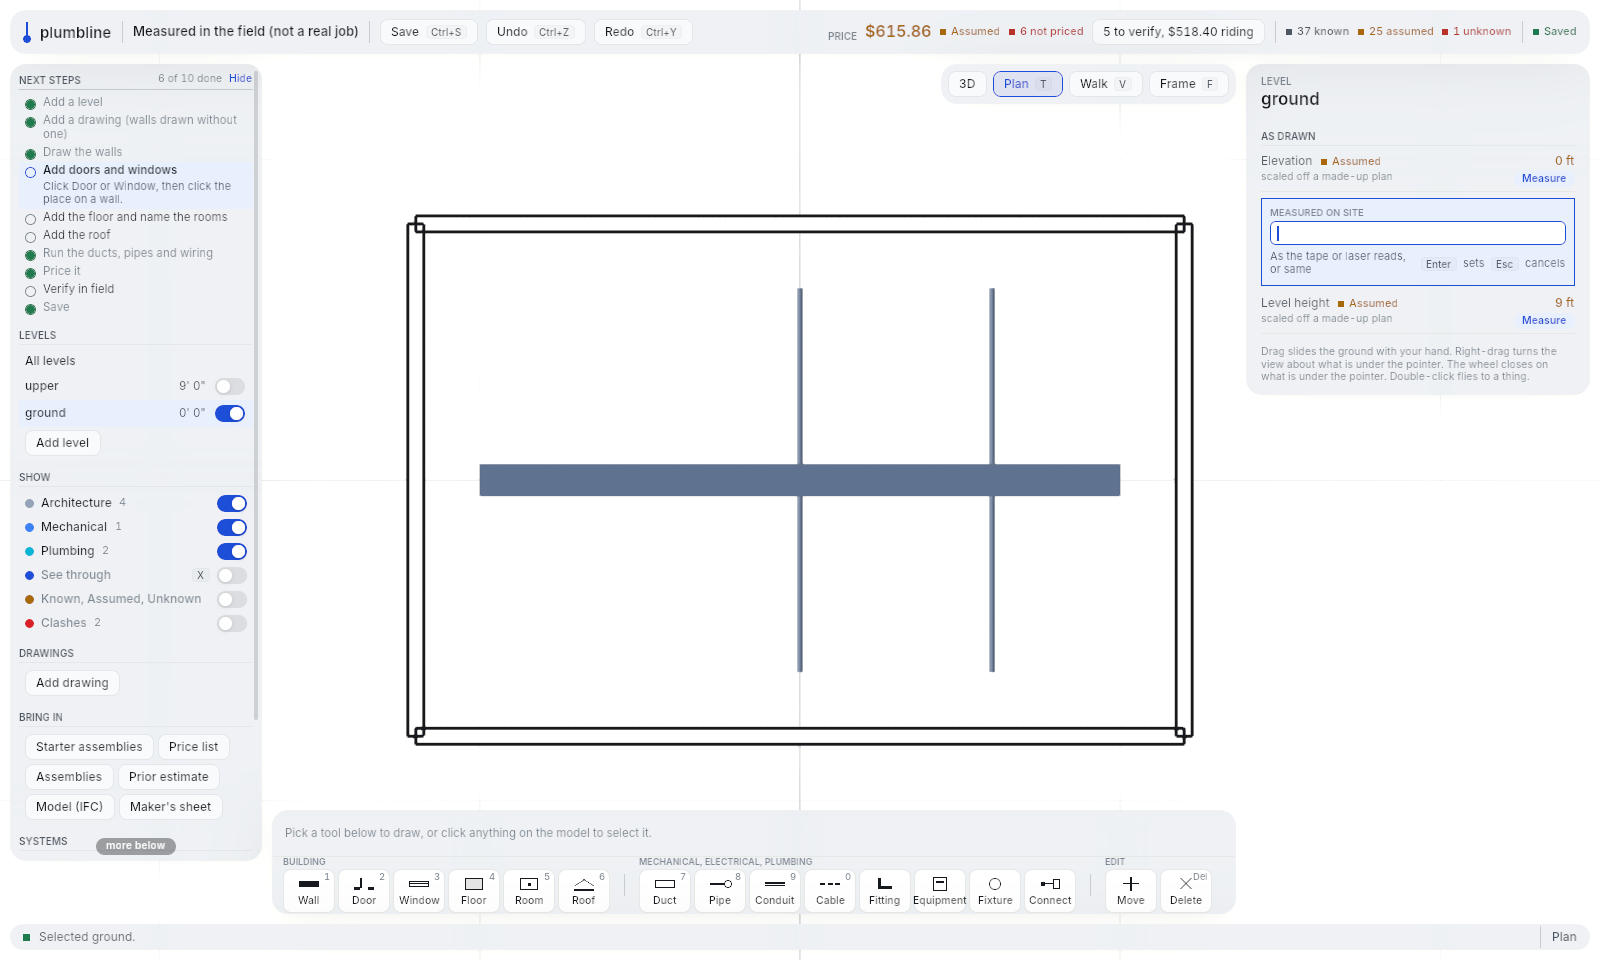 plumbline
Measured in the field (not a real job)
Save Ctrl+S
Undo Ctrl+Z
Redo Ctrl+Y
PRICE $615.86
Assumed
6 not priced
5 to verify, $518.40 riding
37 known
25 assumed
1 unknown
Saved
NEXT STEPS
6 of 10 done Hide
Add a level
Add a drawing (walls drawn without
one)
Draw the walls
Add doors and windows
Click Door or Window, then click the
place on a wall.
Add the floor and name the rooms
Add the roof
Run the ducts, pipes and wiring
Price it
Verify in field
Save
LEVELS
All levels
upper 9' 0"
ground 0' 0"
Add level
SHOW
Architecture 4
Mechanical 1
Plumbing 2
See through X
Known, Assumed, Unknown
Clashes 2
DRAWINGS
Add drawing
BRING IN
Starter assemblies Price list
Assemblies Prior estimate
Model (IFC) Maker's sheet
SYSTEMS
more below
3D
Plan T
Walk V
Frame F
LEVEL
ground
AS DRAWN
Elevation Assumed 0 ft
scaled off a made-up plan Measure
MEASURED ON SITE
As the tape or laser reads,
or same
Enter sets Esc cancels
Level height Assumed 9 ft
scaled off a made-up plan Measure
Drag slides the ground with your hand. Right-drag turns the
view about what is under the pointer. The wheel closes on
what is under the pointer. Double-click flies to a thing.
Pick a tool below to draw, or click anything on the model to select it.
BUILDING
1 Wall
2 Door
3 Window
4 Floor
5 Room
6 Roof
MECHANICAL, ELECTRICAL, PLUMBING
7 Duct
8 Pipe
9 Conduit
0 Cable
Fitting
Equipment
Fixture
Connect
EDIT
Move
Del Delete
Selected ground.
Plan